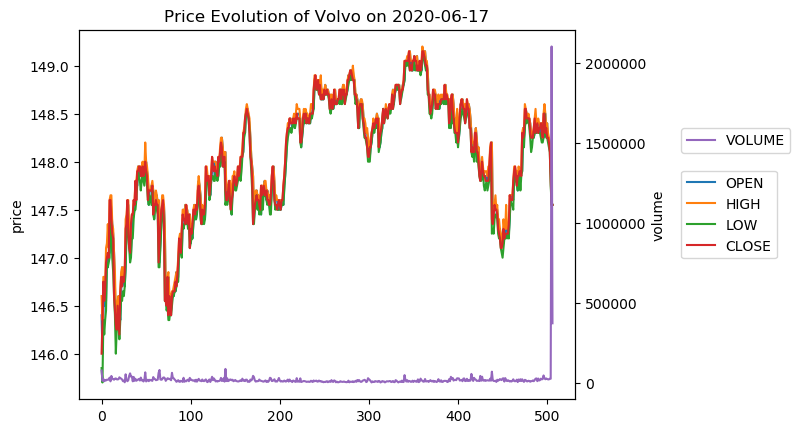 Price Evolution of Volvo on 2020-06-17
149.0
148.5
148.0
147.5
147.0
146.5
146.0
price
0
100
200
300
400
500
2000000
1500000
1000000
500000
0
volume
VOLUME
OPEN
HIGH
LOW
CLOSE